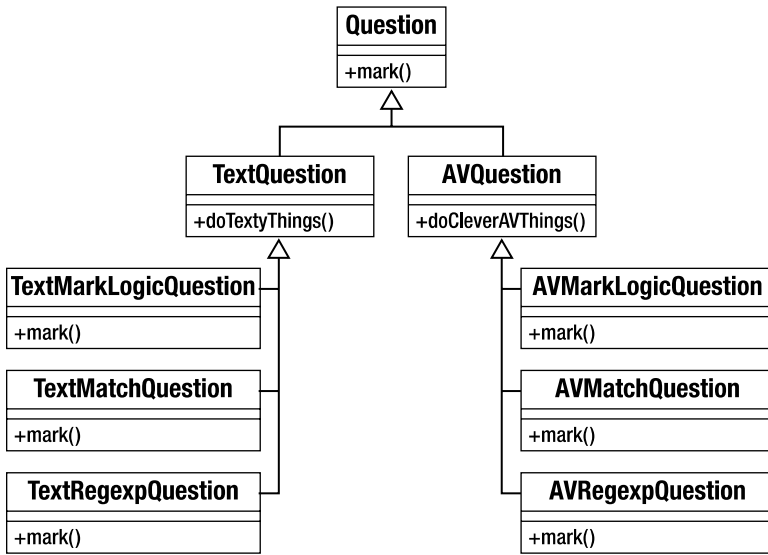 Question
+mark()
TextQuestion
+doTextyThings()
AVQuestion
+doCleverAVThings()
TextMarkLogicQuestion
+mark()
TextMatchQuestion
+mark()
TextRegexpQuestion
+mark()
AVMarkLogicQuestion
+mark()
AVMatchQuestion
+mark()
AVRegexpQuestion
+mark()